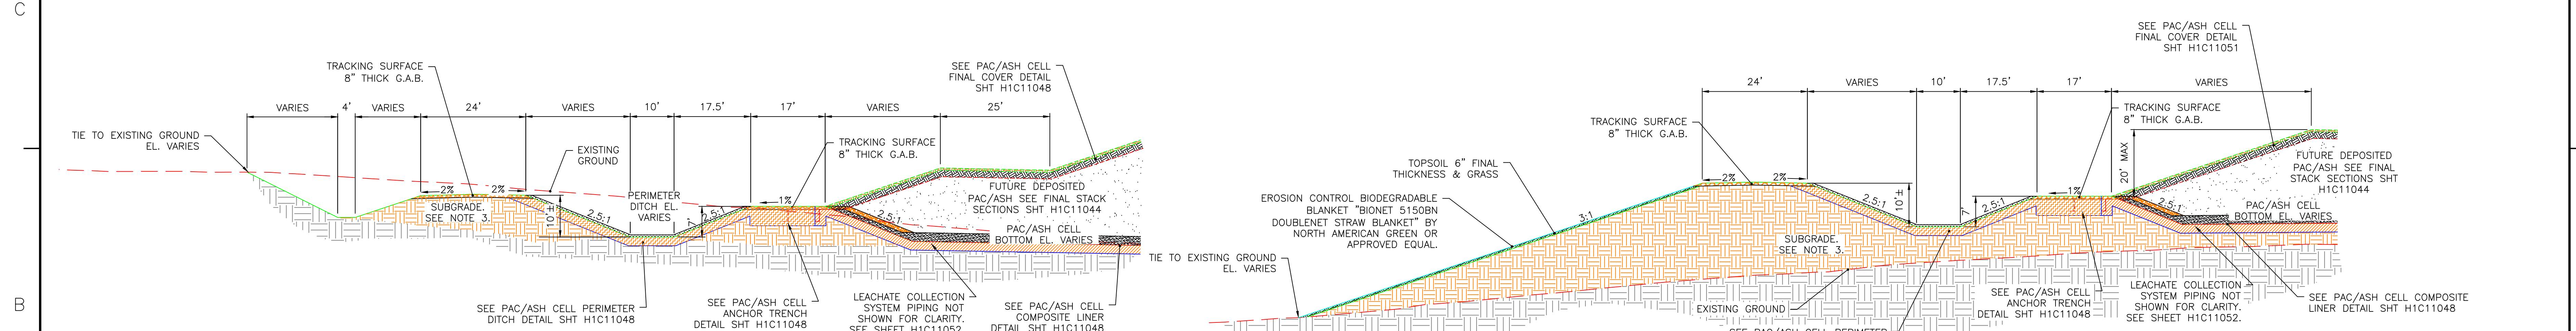 C
TRACKING SURFACE
8" THICK G.A.B.
SEE PAC/ASH CELL
FINAL COVER DETAIL
SHT H1C11048
VARIES
4'
VARIES
24'
VARIES
10'
17.5'
17'
VARIES
25'
TIE TO EXISTING GROUND
EL. VARIES
EXISTING
GROUND
TRACKING SURFACE
8" THICK G.A.B.
2%
2%
PERIMETER
DITCH EL.
VARIES
1%
SUBGRADE.
SEE NOTE 3.
10'±
2.5:1
7'
2.5:1
2.5:1
FUTURE DEPOSITED
PAC/ASH SEE FINAL STACK
SECTIONS SHT H1C11044
PAC/ASH CELL
BOTTOM EL. VARIES
SEE PAC/ASH CELL PERIMETER
DITCH DETAIL SHT H1C11048
SEE PAC/ASH CELL
ANCHOR TRENCH
DETAIL SHT H1C11048
LEACHATE COLLECTION
SYSTEM PIPING NOT
SHOWN FOR CLARITY.
SEE SHEET H1C11052.
SEE PAC/ASH CELL
COMPOSITE LINER
DETAIL SHT H1C11048
SEE PAC/ASH CELL
FINAL COVER DETAIL
SHT H1C11051
24'
VARIES
10'
17.5'
17'
VARIES
TRACKING SURFACE
8" THICK G.A.B.
TRACKING SURFACE
8" THICK G.A.B.
TOPSOIL 6" FINAL
THICKNESS & GRASS
EROSION CONTROL BIODEGRADABLE
BLANKET "BIONET 5150BN
DOUBLENET STRAW BLANKET" BY
NORTH AMERICAN GREEN OR
APPROVED EQUAL.
3:1
2%
2%
10'±
2.5:1
7'
2.5:1
1%
20' MAX
2.5:1
FUTURE DEPOSITED
PAC/ASH SEE FINAL
STACK SECTIONS SHT
H1C11044
PAC/ASH CELL
BOTTOM EL. VARIES
SUBGRADE.
SEE NOTE 3.
TIE TO EXISTING GROUND
EL. VARIES
EXISTING GROUND
SEE PAC/ASH CELL
ANCHOR TRENCH
DETAIL SHT H1C11048
LEACHATE COLLECTION
SYSTEM PIPING NOT
SHOWN FOR CLARITY.
SEE SHEET H1C11052.
SEE PAC/ASH CELL COMPOSITE
LINER DETAIL SHT H1C11048
SEE PAC/ASH CELL PERIMETER
B